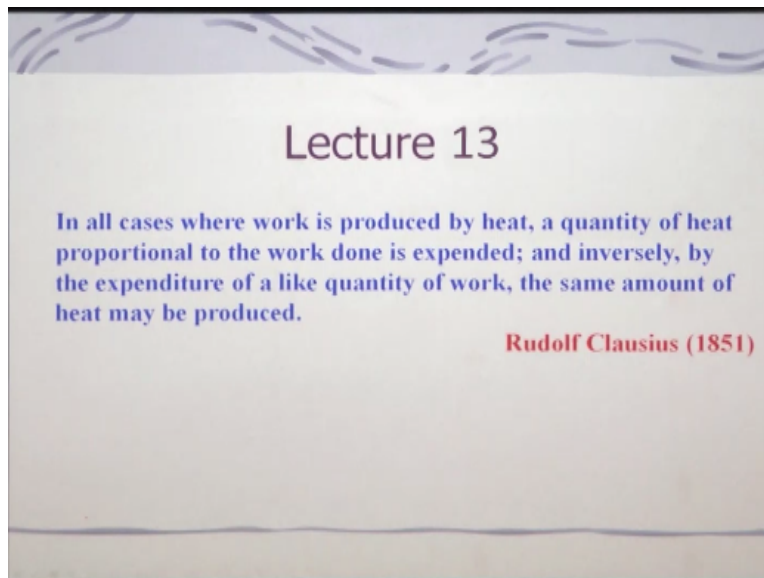 Lecture 13
In all cases where work is produced by heat, a quantity of heat
proportional to the work done is expended; and inversely, by
the expenditure of a like quantity of work, the same amount of
heat may be produced.
Rudolf Clausius (1851)